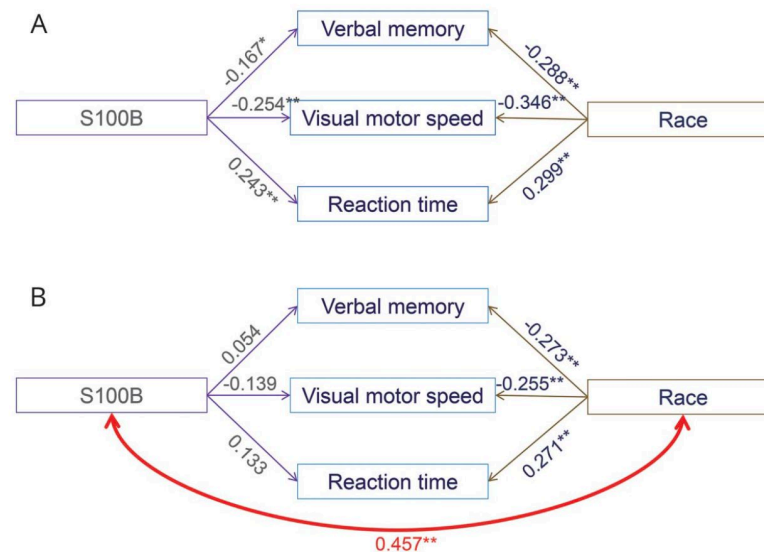 A
Verbal memory
-0.167*
-0.288**
S100B
-0.254**
Visual motor speed
-0.346**
Race
0.243**
0.299**
Reaction time
B
Verbal memory
0.054
-0.273**
S100B
-0.139
Visual motor speed
-0.255**
Race
0.133
0.271**
Reaction time
0.457**